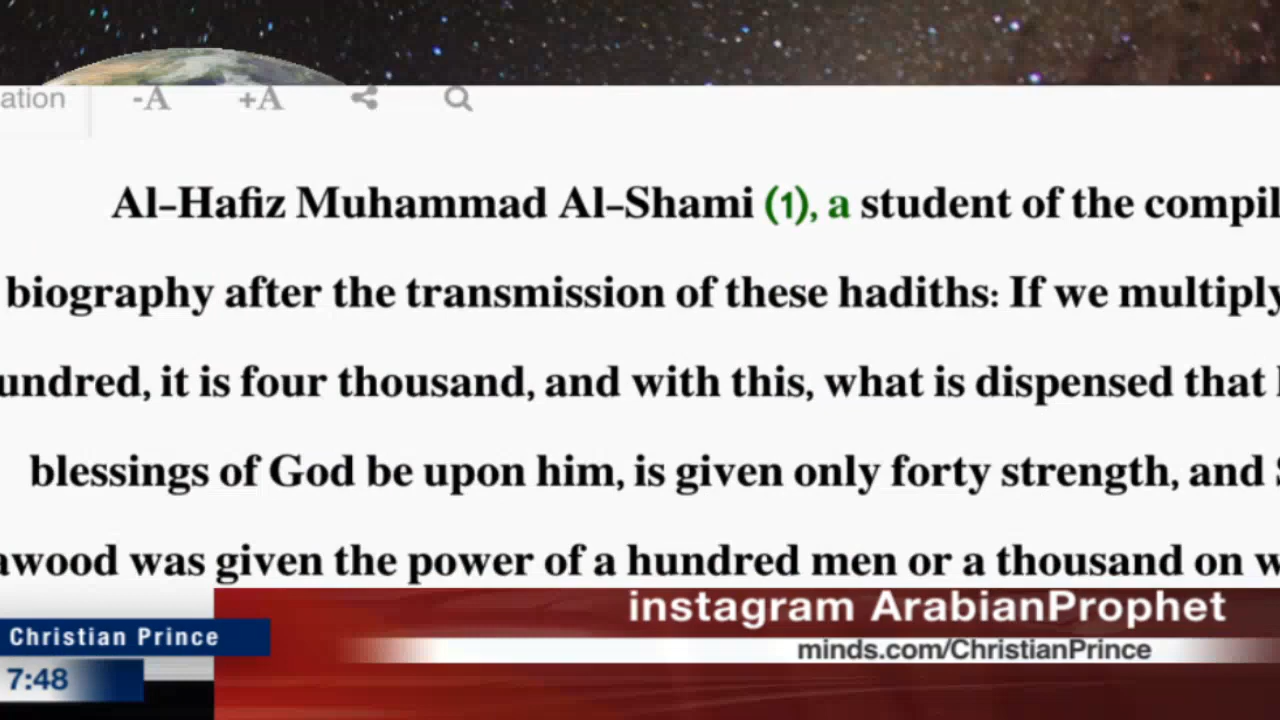 ation -A +A
Al-Hafiz Muhammad Al-Shami (1), a student of the compil
biography after the transmission of these hadiths: If we multiply
undred, it is four thousand, and with this, what is dispensed that
blessings of God be upon him, is given only forty strength, and
awood was given the power of a hundred men or a thousand on w
instagram ArabianProphet
Christian Prince
minds.com/ChristianPrince
7:48